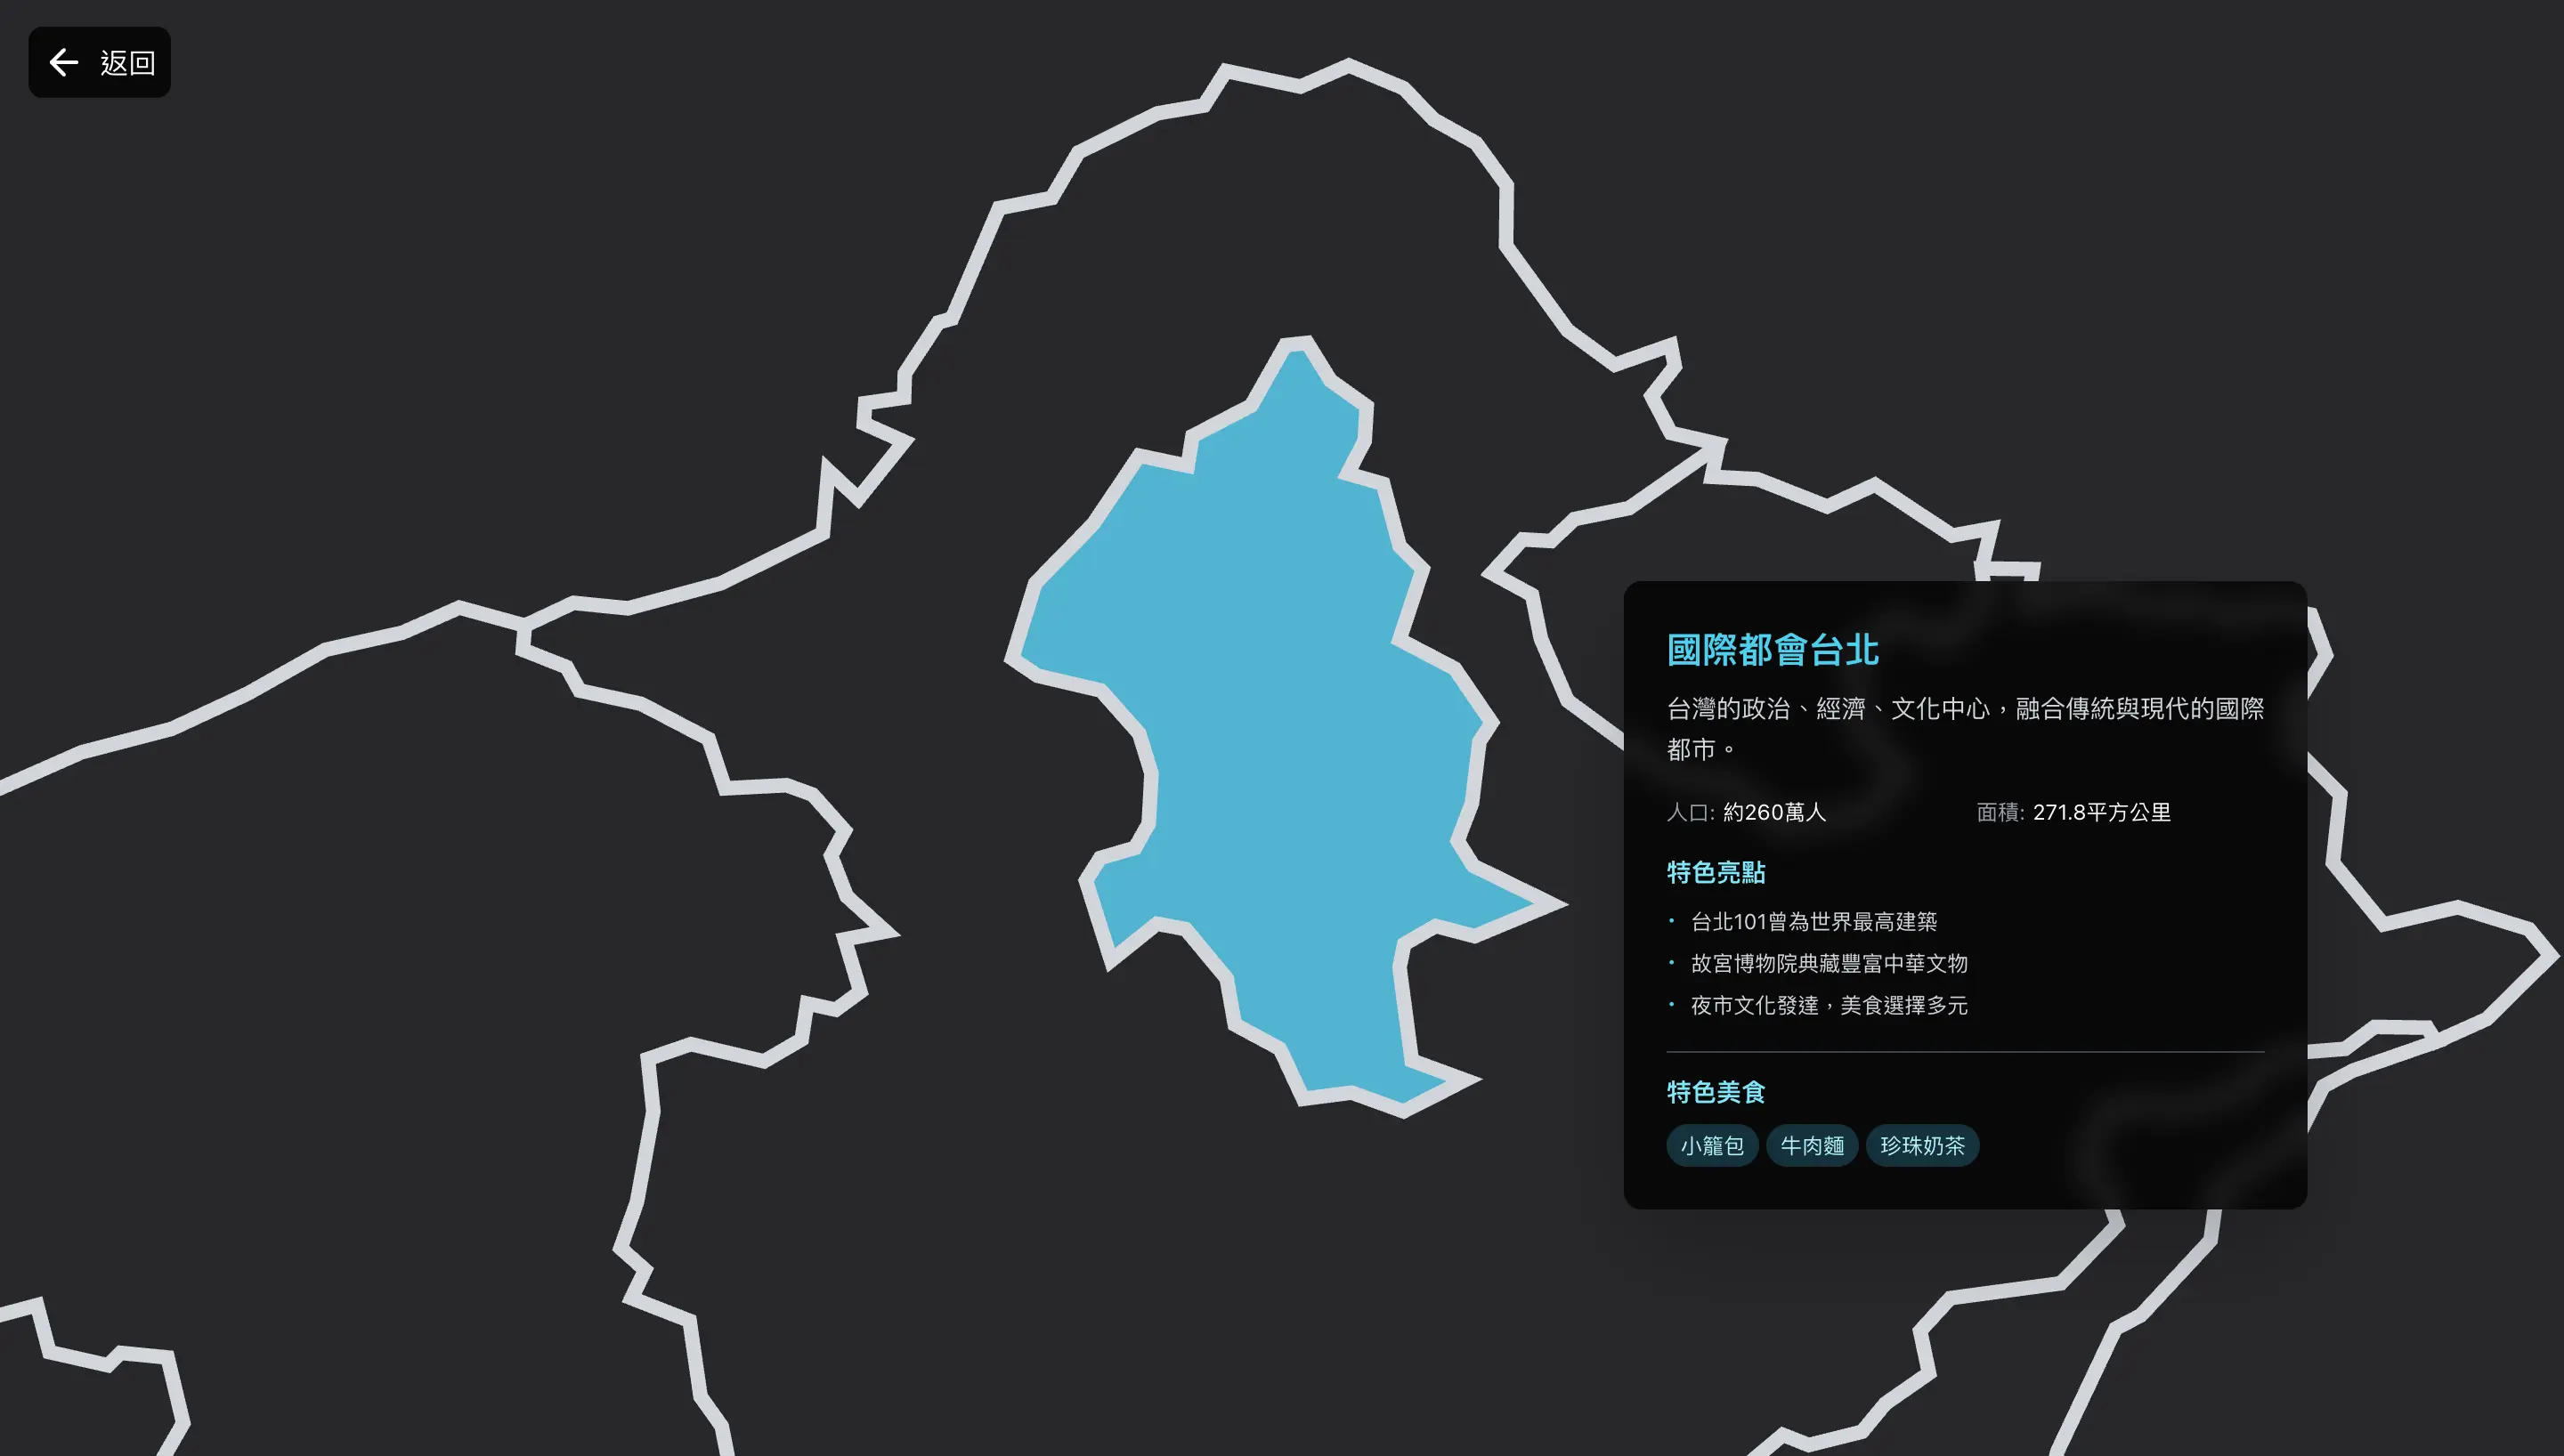 返回
國際都會台北
台灣的政治、經濟、文化中心，融合傳統與現代的國際
都市。
人口: 約260萬人 面積: 271.8平方公里
特色亮點
• 台北101曾為世界最高建築
• 故宮博物院典藏豐富中華文物
• 夜市文化發達，美食選擇多元
特色美食
小籠包 牛肉麵 珍珠奶茶